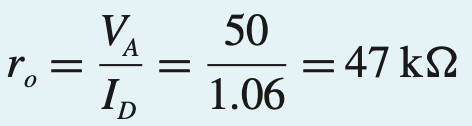 r_o = V_A / I_D = 50 / 1.06 = 47 kΩ